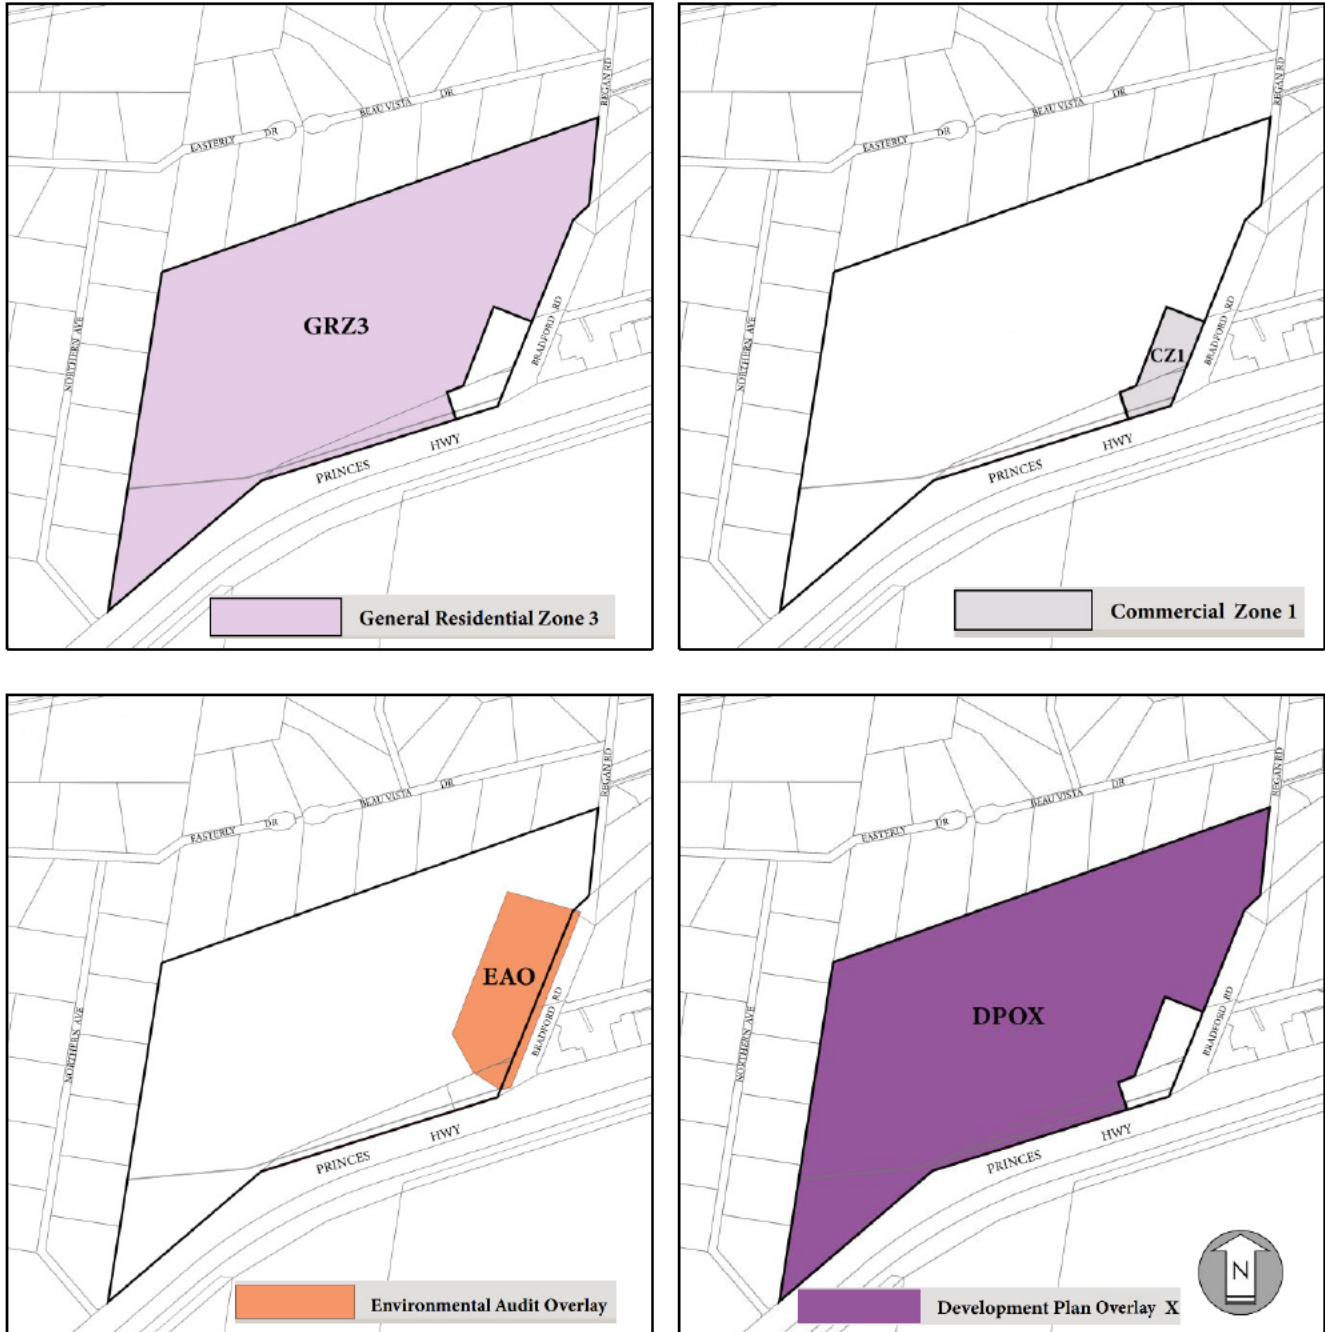 REGAN RD
BEAU VISTA DR
EASTERLY DR
GRZ3
NORTHERN AVE
BRADFORD RD
PRINCES HWY
General Residential Zone 3
REGAN RD
BEAU VISTA DR
EASTERLY DR
NORTHERN AVE
CZ1
BRADFORD RD
PRINCES HWY
Commercial Zone 1
REGAN RD
BEAU VISTA DR
EASTERLY DR
EAO
NORTHERN AVE
BRADFORD RD
PRINCES HWY
Environmental Audit Overlay
REGAN RD
BEAU VISTA DR
EASTERLY DR
DPOX
NORTHERN AVE
BRADFORD RD
PRINCES HWY
Development Plan Overlay X
N